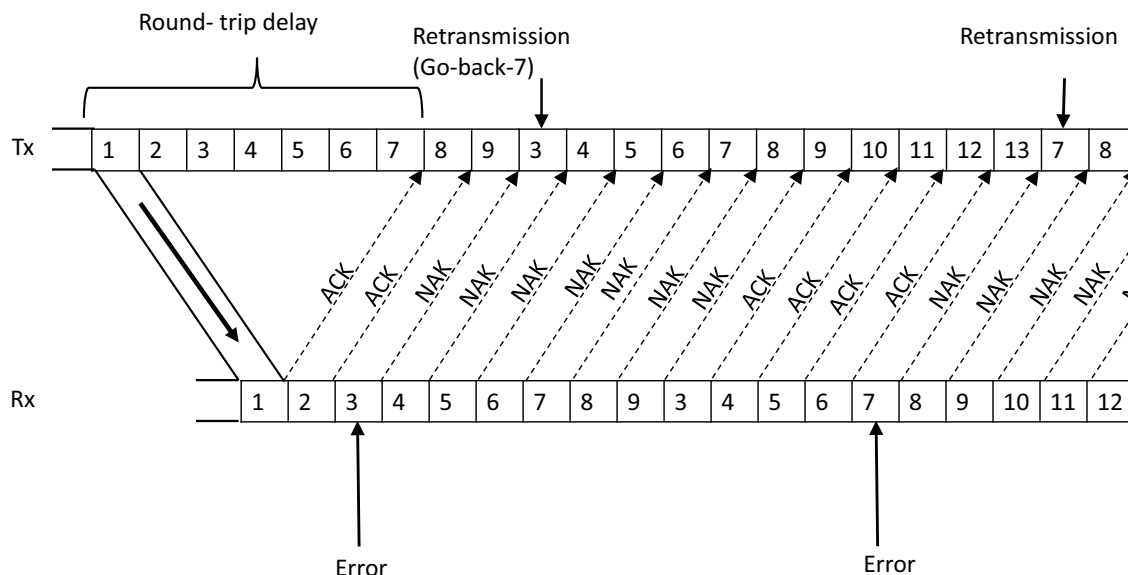 Round- trip delay
Retransmission
(Go-back-7)
Retransmission
Tx 1 2 3 4 5 6 7 8 9 3 4 5 6 7 8 9 10 11 12 13 7 8
ACK ACK NAK NAK NAK NAK NAK NAK NAK ACK ACK ACK ACK NAK NAK NAK NAK N
Rx 1 2 3 4 5 6 7 8 9 3 4 5 6 7 8 9 10 11 12
Error
Error